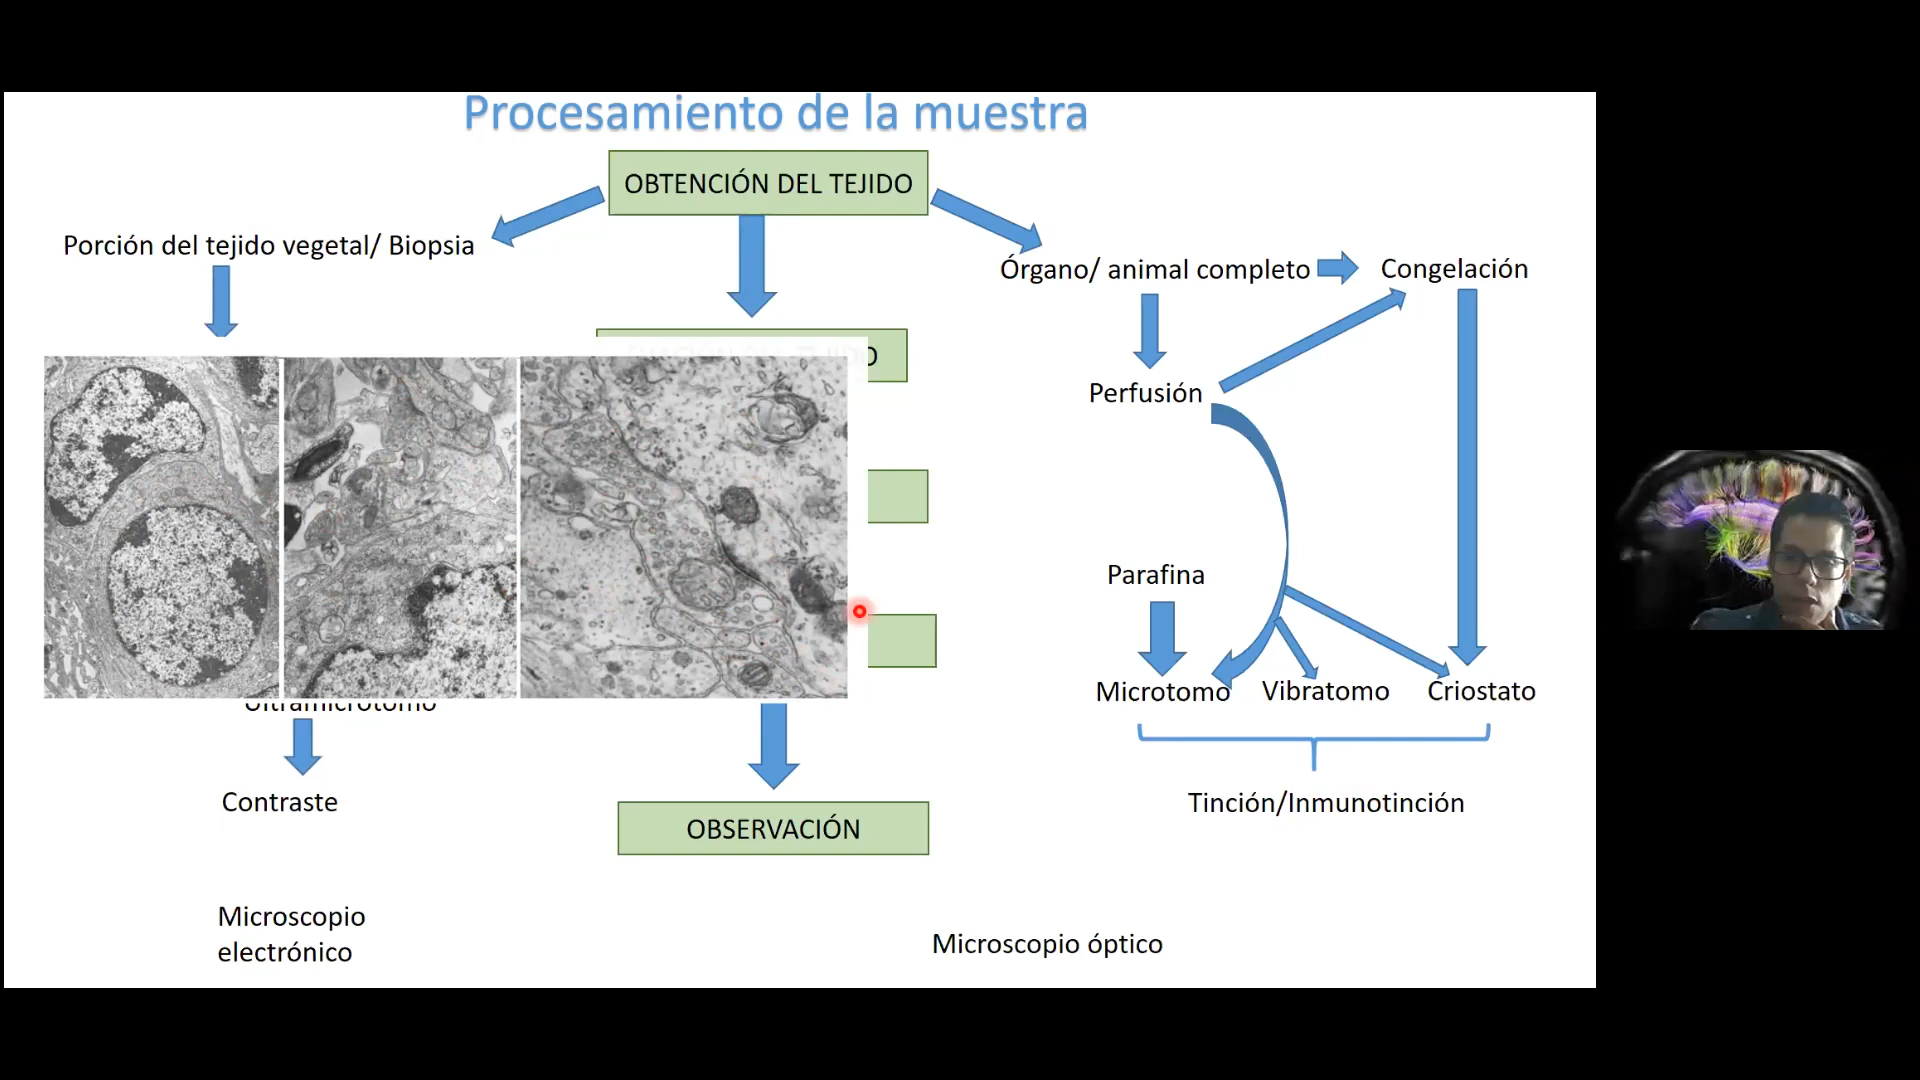 Procesamiento de la muestra
OBTENCIÓN DEL TEJIDO
Porción del tejido vegetal/ Biopsia
Órgano/ animal completo
Congelación
Perfusión
Parafina
Microtomo
Vibratomo
Criostato
Ultramicrotomo
Contraste
Tinción/Inmunotinción
OBSERVACIÓN
Microscopio
electrónico
Microscopio óptico